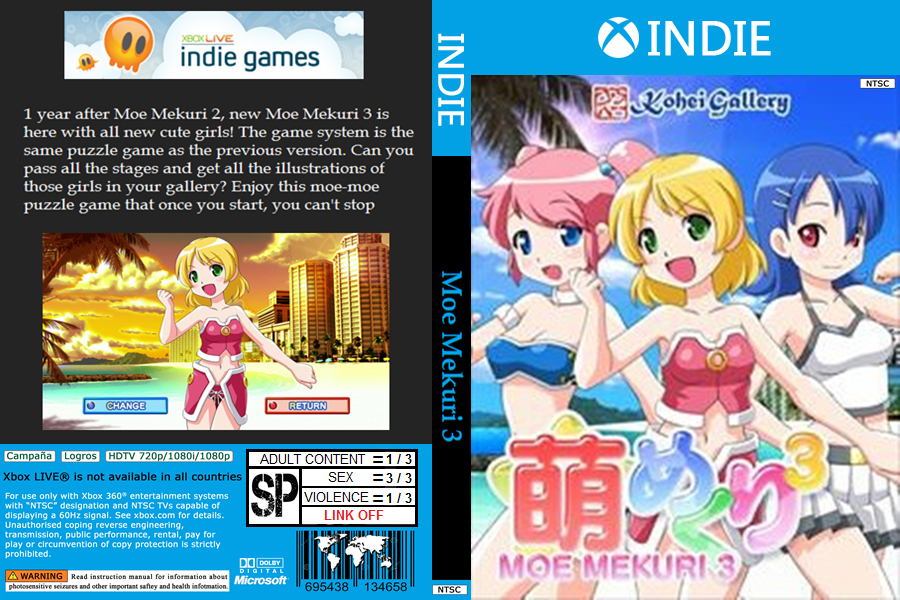 XBOX LIVE
indie games
1 year after Moe Mekuri 2, new Moe Mekuri 3 is
here with all new cute girls! The game system is the
same puzzle game as the previous version. Can you
pass all the stages and get all the illustrations of
those girls in your gallery? Enjoy this moe-moe
puzzle game that once you start, you can't stop
CHANGE
RETURN
Campaña Logros HDTV 720p/1080i/1080p
Xbox LIVE® is not available in all countries
For use only with Xbox 360® entertainment systems
with “NTSC” designation and NTSC TVs capable of
displaying a 60Hz signal. See xbox.com for details.
Unauthorised coping reverse engineering,
transmission, public performance, rental, pay for
play or circumvention of copy protection is strictly
prohibited.
WARNING Read instruction manual for information about
photosensitive seizures and other important saftey and health infotmation.
SP
ADULT CONTENT = 1 / 3
SEX = 3 / 3
VIOLENCE = 1 / 3
LINK OFF
DOLBY
DIGITAL
Microsoft
695438 134658
INDIE
Moe Mekuri 3
NTSC
INDIE
NTSC
Kohei Gallery
萌めくり3
MOE MEKURI 3